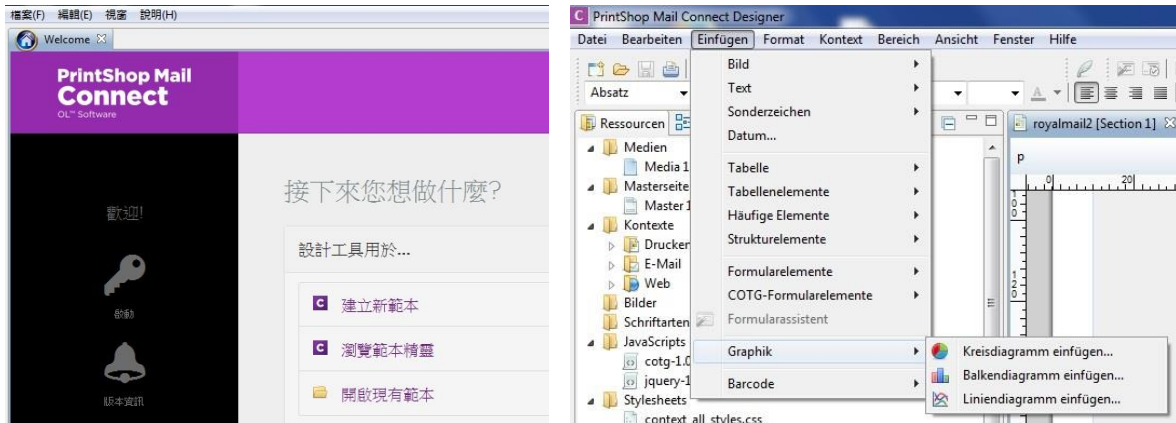 檔案(F) 編輯(E) 視窗 說明(H)
Welcome
PrintShop Mail
Connect
OL™ Software
歡迎!
啟動
版本資訊
接下來您想做什麼?
設計工具用於...
建立新範本
瀏覽範本精靈
開啟現有範本
PrintShop Mail Connect Designer
Datei Bearbeiten Einfügen Format Kontext Bereich Ansicht Fenster Hilfe
Absatz
Ressourcen
Medien
Media 1
Masterseite
Master 1
Kontexte
Drucken
E-Mail
Web
Bilder
Schriftarten
JavaScripts
cotg-1.0
jquery-1
Stylesheets
context_all_styles.css
Bild
Text
Sonderzeichen
Datum...
Tabelle
Tabellenelemente
Häufige Elemente
Strukturelemente
Formularelemente
COTG-Formularelemente
Formularassistent
Graphik
Barcode
Kreisdiagramm einfügen...
Balkendiagramm einfügen...
Liniendiagramm einfügen...
royalmail2 [Section 1]
p
0 20